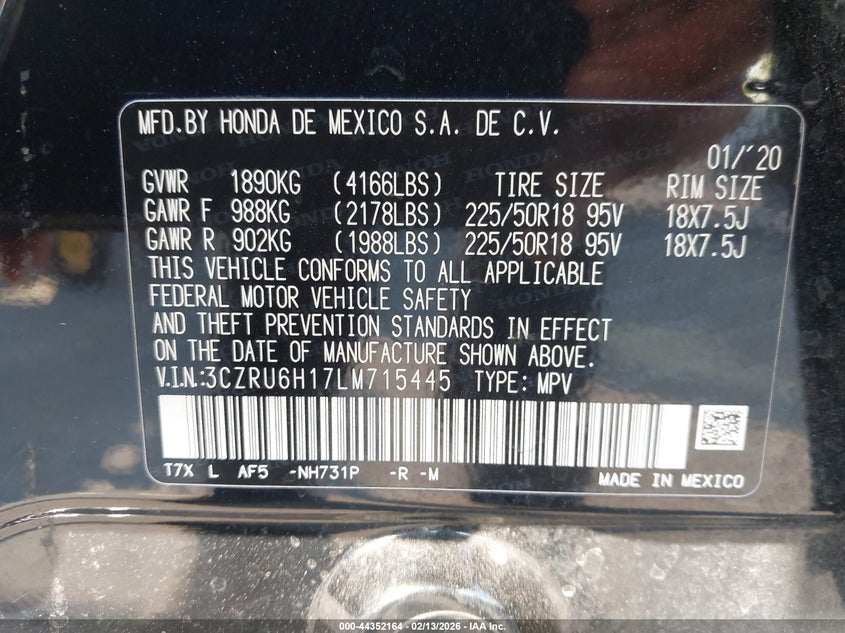 MFD.BY HONDA DE MEXICO S.A. DE C.V.
01/'20
GVWR 1890KG (4166LBS) TIRE SIZE RIM SIZE
GAWR F 988KG (2178LBS) 225/50R18 95V 18X7.5J
GAWR R 902KG (1988LBS) 225/50R18 95V 18X7.5J
THIS VEHICLE CONFORMS TO ALL APPLICABLE
FEDERAL MOTOR VEHICLE SAFETY
AND THEFT PREVENTION STANDARDS IN EFFECT
ON THE DATE OF MANUFACTURE SHOWN ABOVE.
V.I.N:3CZRU6H17LM715445 TYPE: MPV
T7X L AF5 -NH731P -R -M
MADE IN MEXICO
000-44352164 - 02/13/2026 - IAA Inc.